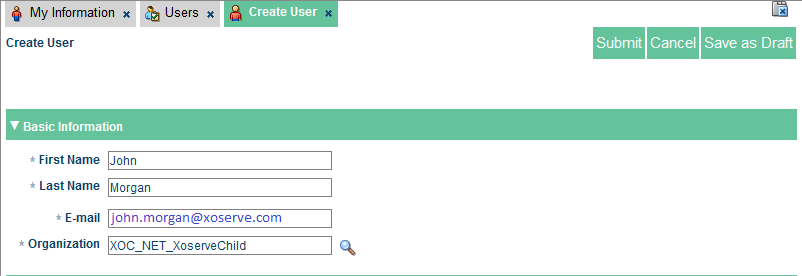 My Information x Users x Create User x
Create User Submit Cancel Save as Draft
Basic Information
* First Name John
* Last Name Morgan
* E-mail john.morgan@xoserve.com
* Organization XOC_NET_XoserveChild